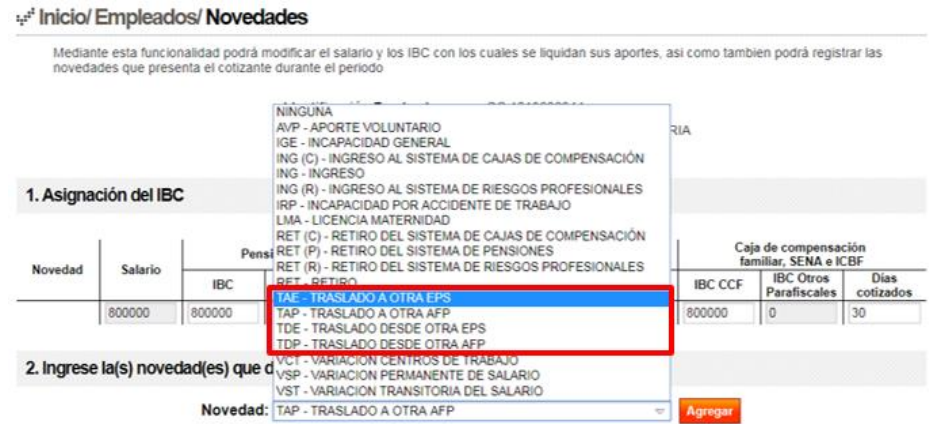 Inicio/ Empleados/ Novedades
Mediante esta funcionalidad podrá modificar el salario y los IBC con los cuales se liquidan sus aportes, asi como tambien podrá registrar las
novedades que presenta el cotizante durante el periodo
RIA
NINGUNA
AVP - APORTE VOLUNTARIO
IGE - INCAPACIDAD GENERAL
ING (C) - INGRESO AL SISTEMA DE CAJAS DE COMPENSACIÓN
ING - INGRESO
ING (R) - INGRESO AL SISTEMA DE RIESGOS PROFESIONALES
IRP - INCAPACIDAD POR ACCIDENTE DE TRABAJO
LMA - LICENCIA MATERNIDAD
RET (C) - RETIRO DEL SISTEMA DE CAJAS DE COMPENSACIÓN
RET (P) - RETIRO DEL SISTEMA DE PENSIONES
RET (R) - RETIRO DEL SISTEMA DE RIESGOS PROFESIONALES
RET - RETIRO
TAE - TRASLADO A OTRA EPS
TAP - TRASLADO A OTRA AFP
TDE - TRASLADO DESDE OTRA EPS
TDP - TRASLADO DESDE OTRA AFP
VCT - VARIACION CENTROS DE TRABAJO
VSP - VARIACION PERMANENTE DE SALARIO
VST - VARIACION TRANSITORIA DEL SALARIO
1. Asignación del IBC
Novedad
Salario
Pensi
IBC
Caja de compensación
familiar, SENA e ICBF
IBC CCF
IBC Otros
Parafiscales
Días
cotizados
800000
800000
800000
0
30
2. Ingrese la(s) novedad(es) que d
Novedad: TAP - TRASLADO A OTRA AFP
Agregar